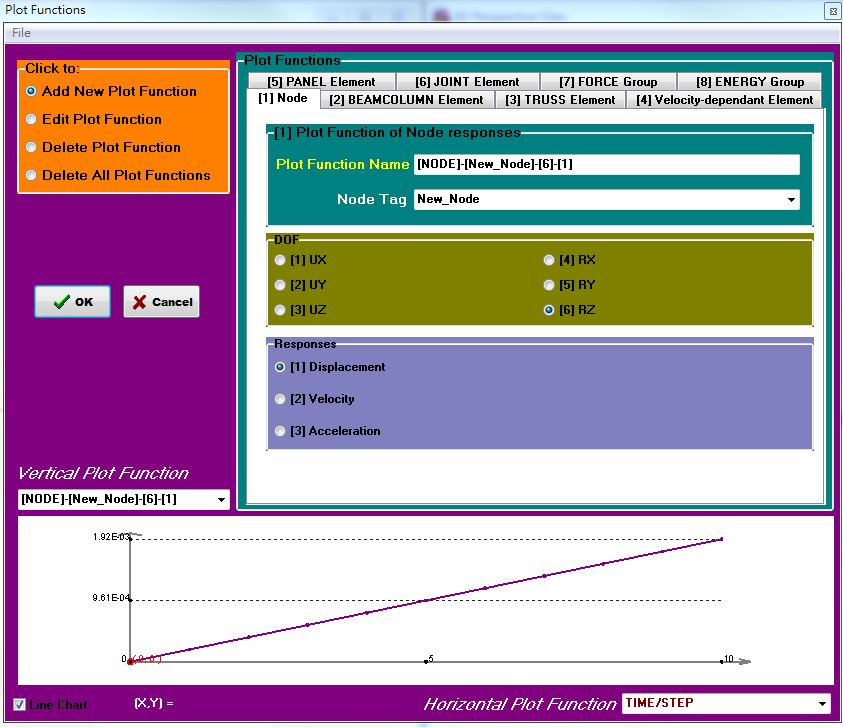 3D Perspective View
Plot Functions
File
Click to:
Add New Plot Function
Edit Plot Function
Delete Plot Function
Delete All Plot Functions
OK
Cancel
Plot Functions
[5] PANEL Element
[6] JOINT Element
[7] FORCE Group
[8] ENERGY Group
[1] Node
[2] BEAMCOLUMN Element
[3] TRUSS Element
[4] Velocity-dependant Element
[1] Plot Function of Node responses
Plot Function Name
[NODE]-[New_Node]-[6]-[1]
Node Tag
New_Node
DOF
[1] UX
[4] RX
[2] UY
[5] RY
[3] UZ
[6] RZ
Responses
[1] Displacement
[2] Velocity
[3] Acceleration
Vertical Plot Function
[NODE]-[New_Node]-[6]-[1]
1.92E-03
9.61E-04
0
(0,0)
5
10
Line Chart
(X,Y) =
Horizontal Plot Function
TIME/STEP